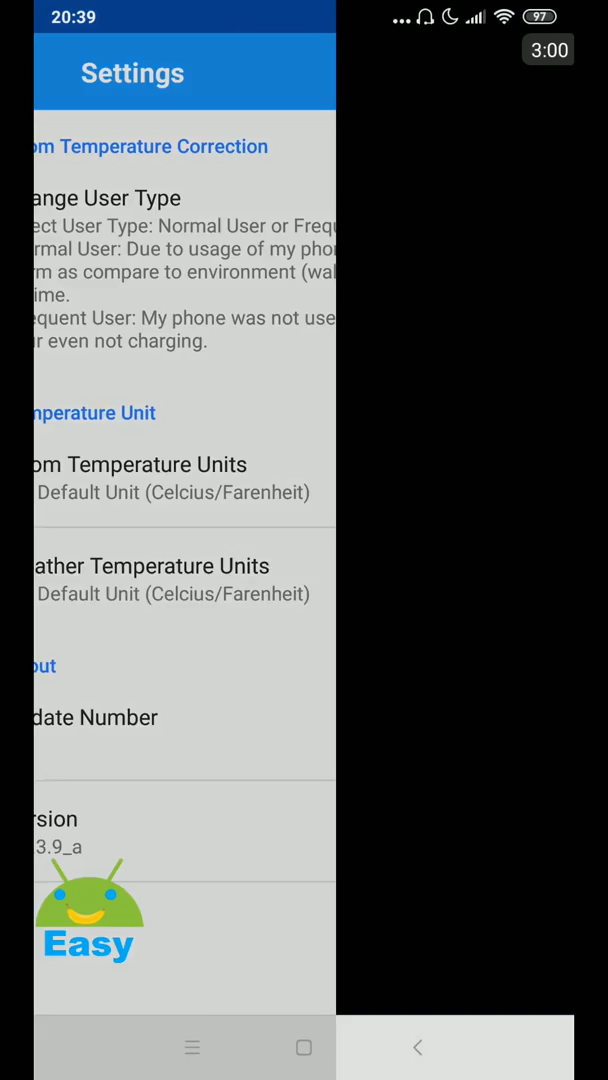 20:39
97
3:00
Settings
om Temperature Correction
ange User Type
ect User Type: Normal User or Frequ
rmal User: Due to usage of my pho
rm as compare to environment (wal
ime.
equent User: My phone was not use
r even not charging.
mperature Unit
om Temperature Units
Default Unit (Celcius/Farenheit)
ather Temperature Units
Default Unit (Celcius/Farenheit)
out
date Number
rsion
3.9_a
Easy